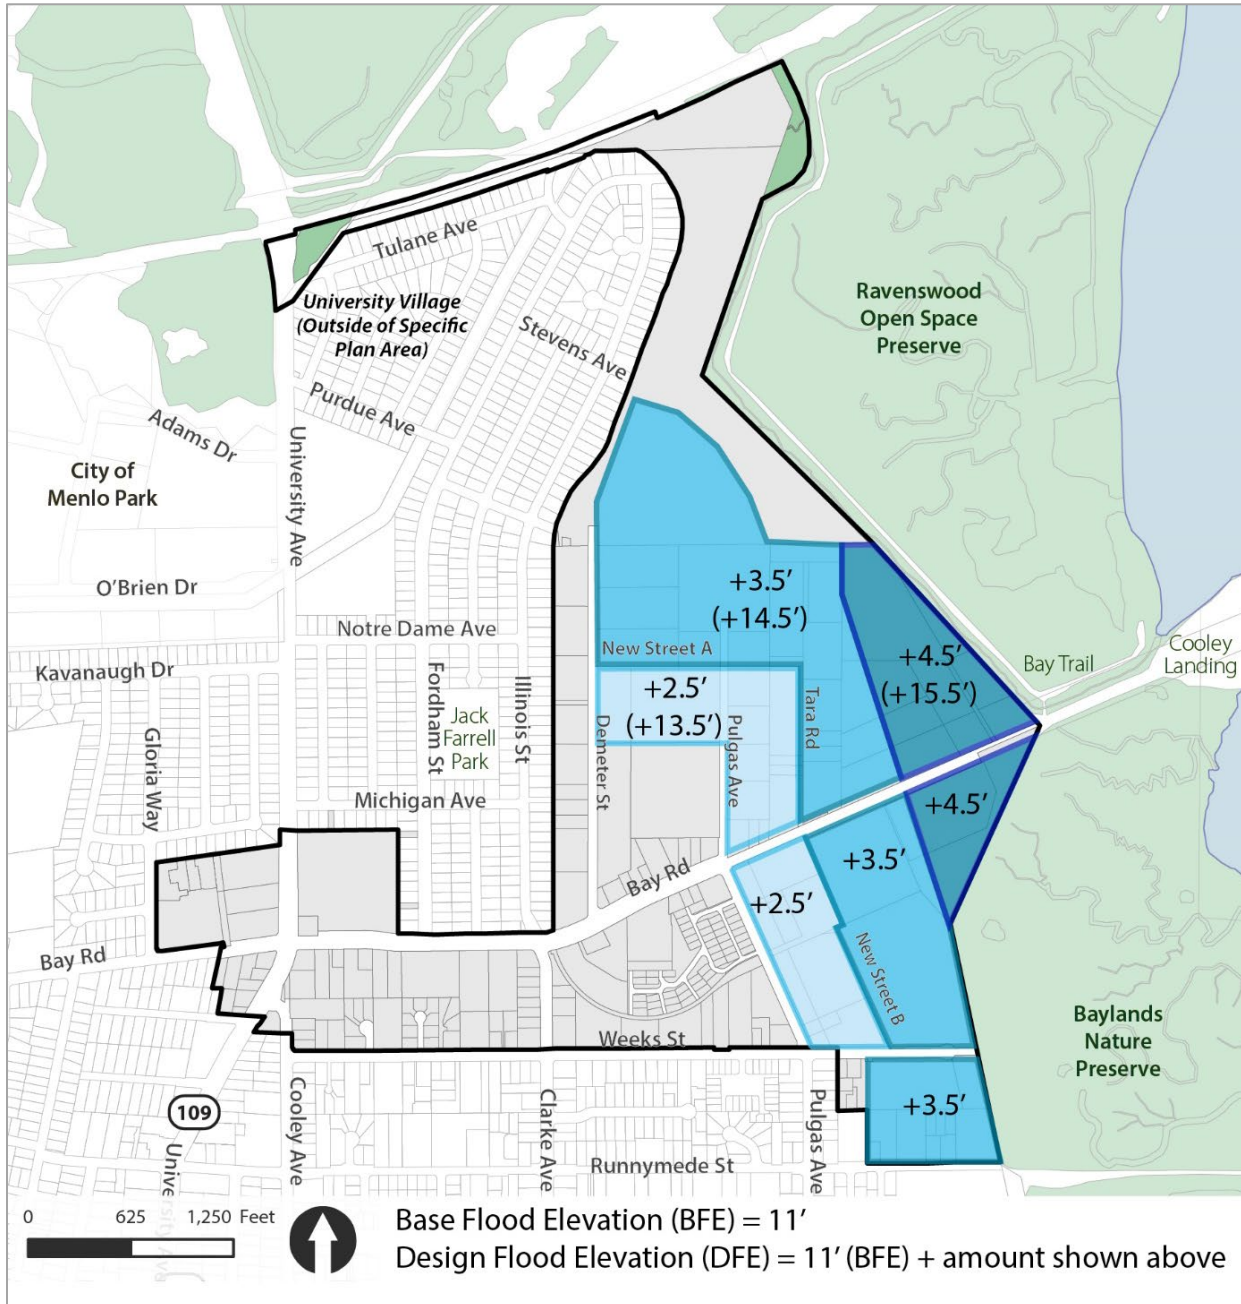 Tulane Ave
University Village
(Outside of Specific
Plan Area)
Stevens Ave
Ravenswood
Open Space
Preserve
Purdue Ave
Adams Dr
University Ave
City of
Menlo Park
O'Brien Dr
+3.5’
(+14.5’)
Notre Dame Ave
New Street A
Kavanaugh Dr
Fordham St
Illinois St
+2.5’
(+13.5’)
+4.5’
(+15.5’)
Bay Trail
Cooley
Landing
Gloria Way
Jack
Farrell
Park
Demeter St
Pulgas Ave
Tara Rd
Michigan Ave
+4.5’
+3.5’
Bay Rd
+2.5’
New Street B
Bay Rd
Weeks St
Baylands
Nature
Preserve
109
Cooley Ave
Clarke Ave
Pulgas Ave
+3.5’
University Ave
Runnymede St
0 625 1,250 Feet
Base Flood Elevation (BFE) = 11’
Design Flood Elevation (DFE) = 11’ (BFE) + amount shown above